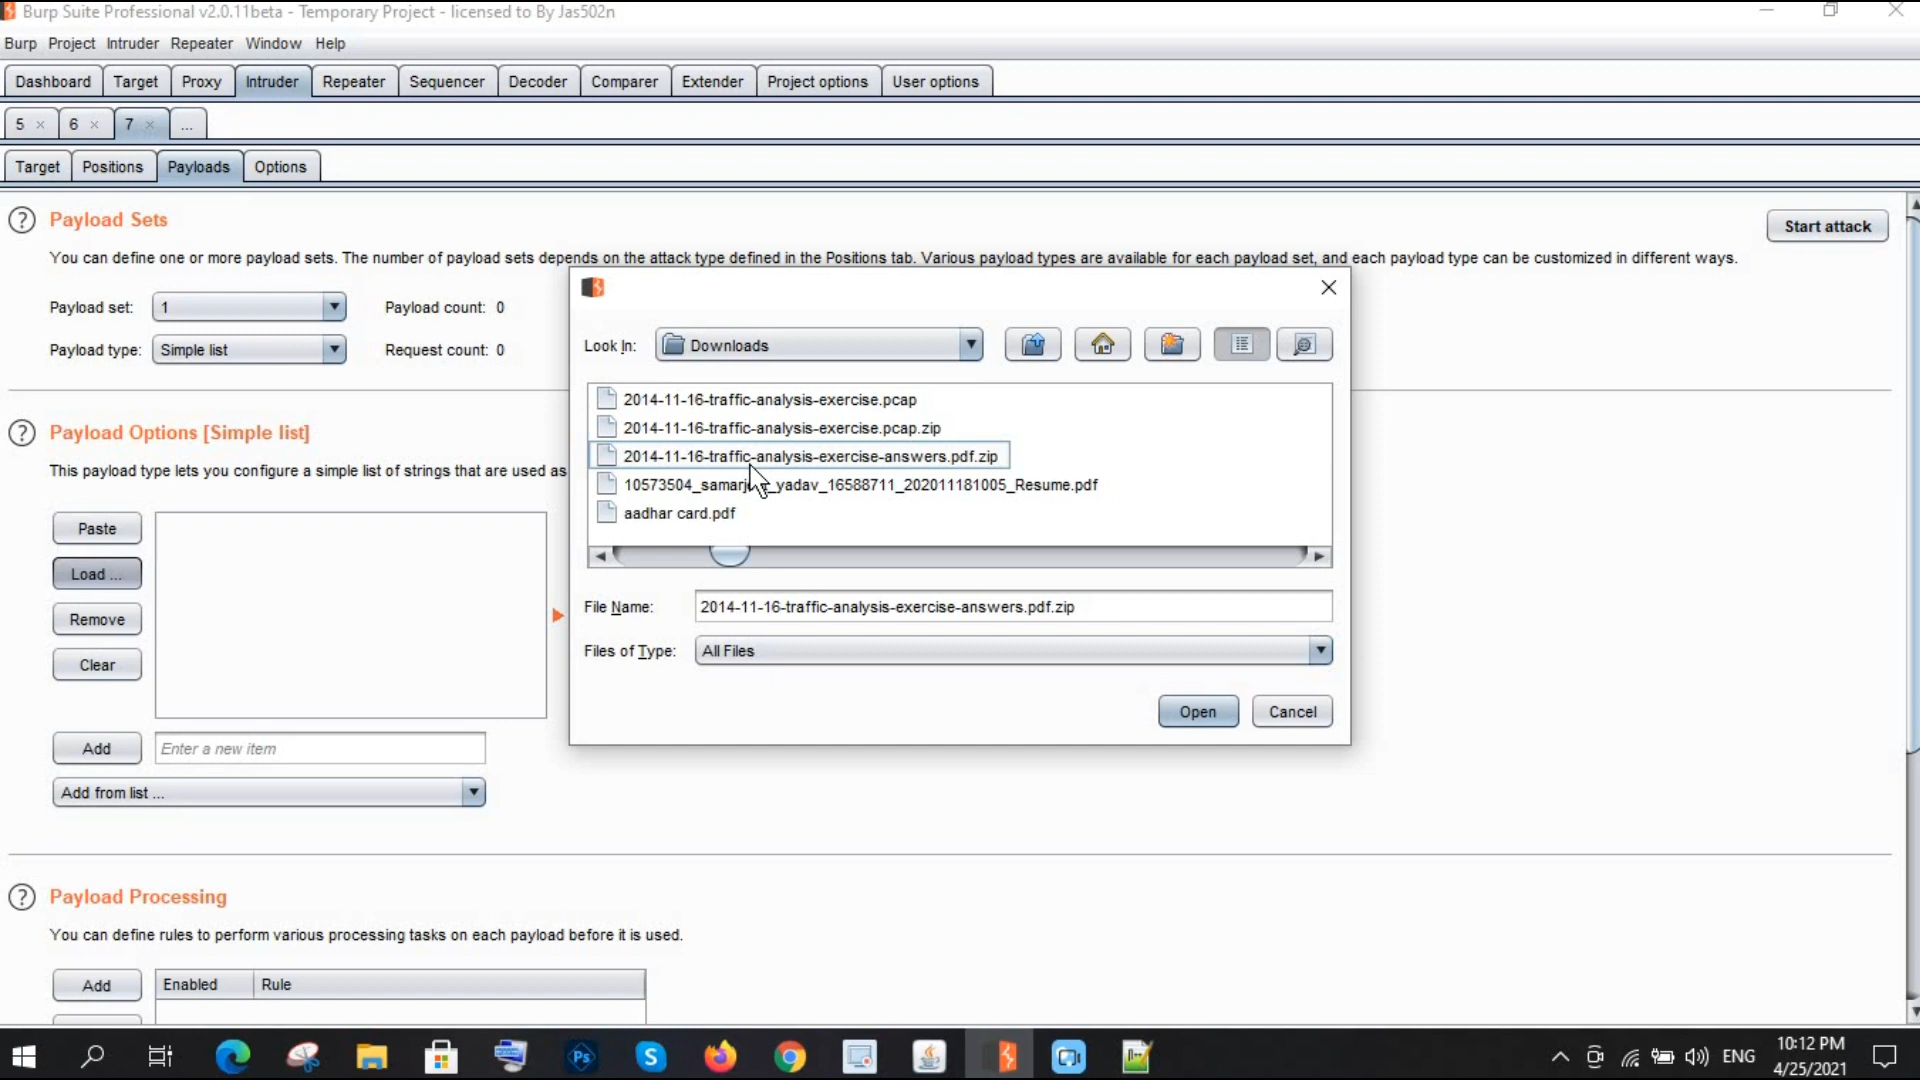 Burp Suite Professional v2.0.11beta - Temporary Project - licensed to By Jas502n
Burp Project Intruder Repeater Window Help
Dashboard Target Proxy Intruder Repeater Sequencer Decoder Comparer Extender Project options User options
5 × 6 × 7 × ...
Target Positions Payloads Options
? Payload Sets
Start attack
You can define one or more payload sets. The number of payload sets depends on the attack type defined in the Positions tab. Various payload types are available for each payload set, and each payload type can be customized in different ways.
Payload set: 1 Payload count: 0
Payload type: Simple list Request count: 0
? Payload Options [Simple list]
This payload type lets you configure a simple list of strings that are used as
Paste
Load ...
Remove
Clear
Add Enter a new item
Add from list ...
Look In: Downloads
2014-11-16-traffic-analysis-exercise.pcap
2014-11-16-traffic-analysis-exercise.pcap.zip
2014-11-16-traffic-analysis-exercise-answers.pdf.zip
yadav_16588711_202011181005_Resume.pdf
aadhar card.pdf
File Name: 2014-11-16-traffic-analysis-exercise-answers.pdf.zip
Files of Type: All Files
Open Cancel
? Payload Processing
You can define rules to perform various processing tasks on each payload before it is used.
Add Enabled Rule
Ps S ENG 10:12 PM
4/25/2021